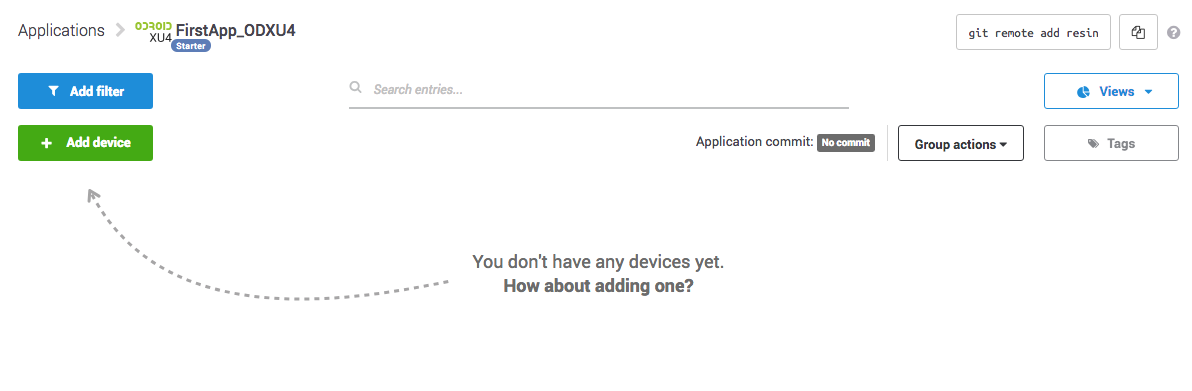 Applications
ODROID
XU4
FirstApp_ODXU4
Starter
git remote add resin
?
Add filter
Search entries...
Views
Add device
Application commit: No commit
Group actions
Tags
You don't have any devices yet.
How about adding one?